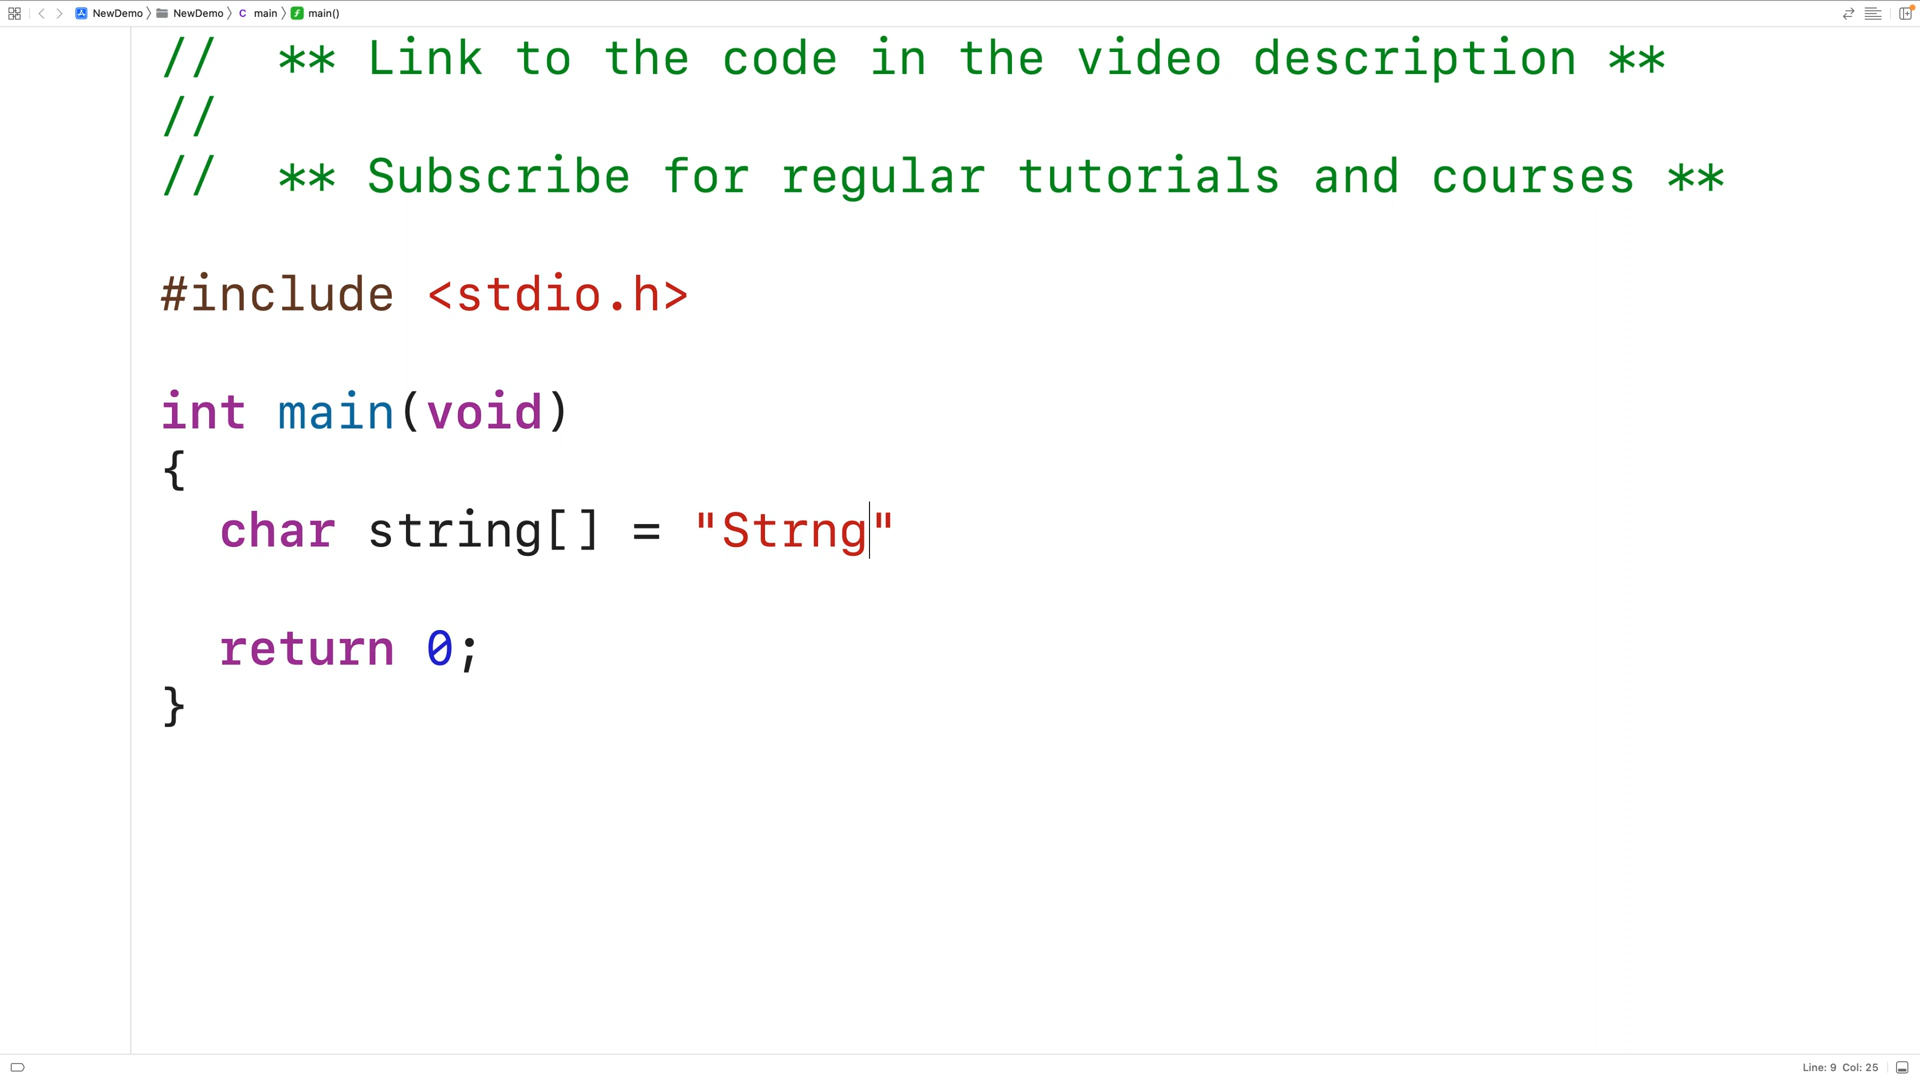 NewDemo NewDemo C main f main()
// ** Link to the code in the video description **
//
// ** Subscribe for regular tutorials and courses **
#include <stdio.h>
int main(void)
{
char string[] = "Strng"
return 0;
}
Line: 9 Col: 25